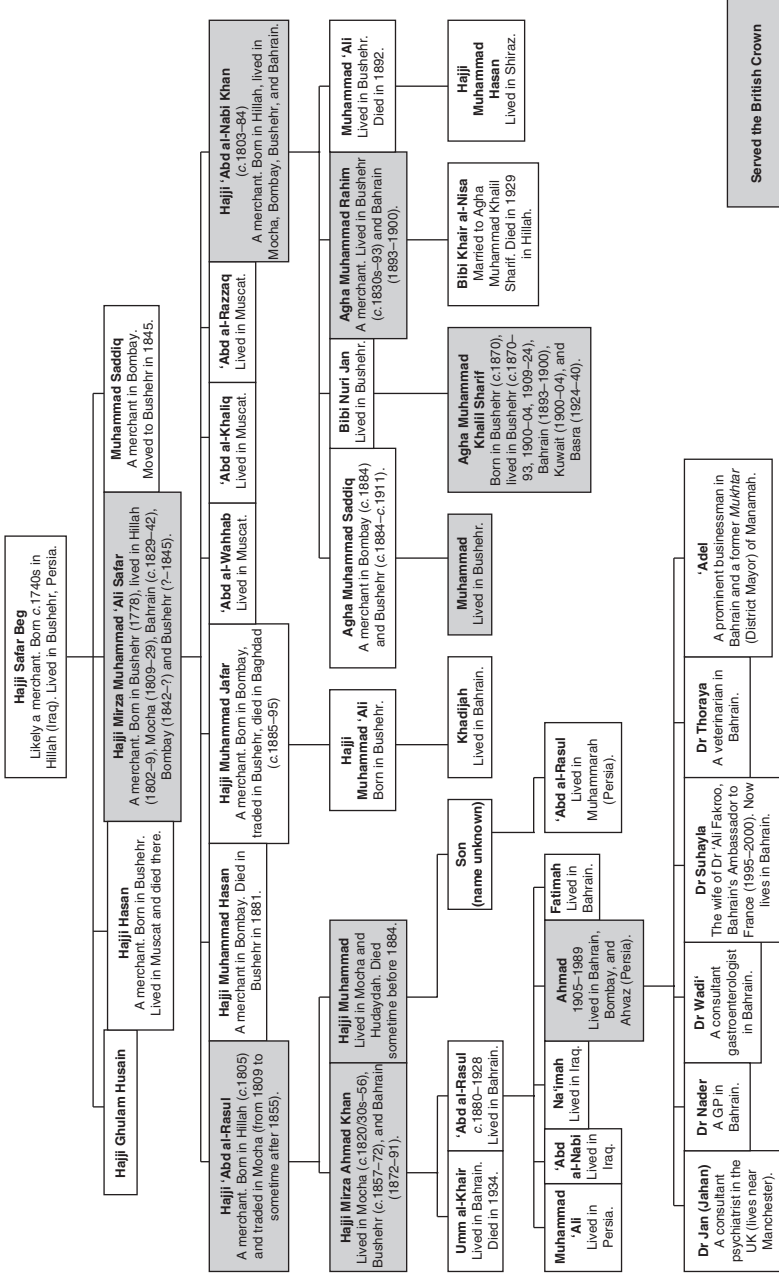 Hajji Safar Beg
Likely a merchant. Born c.1740s in
Hillah (Iraq). Lived in Bushehr, Persia.
Hajji Ghulam Husain
Hajji Hasan
A merchant. Born in Bushehr.
Lived in Muscat and died there.
Hajji Mirza Muhammad ‘Ali Safar
A merchant. Born in Bushehr (1778), lived in Hillah
(1802–9), Mocha (1809–29), Bahrain (c.1829–42),
Bombay (1842–?) and Bushehr (?–1845).
Muhammad Saddiq
A merchant in Bombay.
Moved to Bushehr in 1845.
Hajji ‘Abd al-Rasul
A merchant. Born in Hillah (c.1805)
and traded in Mocha (from 1809 to
sometime after 1855).
Hajji Muhammad Hasan
A merchant in Bombay. Died in
Bushehr in 1881.
Hajji Muhammad Jafar
A merchant. Born in Bombay,
traded in Bushehr, died in Baghdad
(c.1885–95)
‘Abd al-Wahhab
Lived in Muscat.
‘Abd al-Khaliq
Lived in Muscat.
‘Abd al-Razzaq
Lived in Muscat.
Hajji ‘Abd al-Nabi Khan
(c.1803–84)
A merchant. Born in Hillah, lived in
Mocha, Bombay, Bushehr, and Bahrain.
Hajji Mirza Ahmad Khan
Lived in Mocha (c.1820/30s–56),
Bushehr (c.1857–72), and Bahrain
(1872–91).
Hajji Muhammad
Lived in Mocha and
Hudaydah. Died
sometime before 1884.
Hajji
Muhammad ‘Ali
Born in Bushehr.
Agha Muhammad Saddiq
A merchant in Bombay (c.1884)
and Bushehr (c.1884–c.1911).
Bibi Nuri Jan
Lived in Bushehr.
Agha Muhammad Rahim
A merchant. Lived in Bushehr
(c.1830s–93) and Bahrain
(1893–1900).
Muhammad ‘Ali
Lived in Bushehr.
Died in 1892.
Umm al-Khair
Lived in Bahrain.
Died in 1934.
‘Abd al-Rasul
c.1880–1928
Lived in Bahrain.
Son
(name unknown)
Khadijah
Lived in Bahrain.
Muhammad
Lived in Bushehr.
Agha Muhammad
Khalil Sharif
Born in Bushehr (c.1870),
lived in Bushehr (c.1870–
93, 1900–04, 1909–24),
Bahrain (1893–1900),
Kuwait (1900–04), and
Basra (1924–40).
Bibi Khair al-Nisa
Married to Agha
Muhammad Khalil
Sharif. Died in 1929
in Hillah.
Hajji
Muhammad
Hasan
Lived in Shiraz.
Muhammad
‘Ali
Lived in
Persia.
‘Abd
al-Nabi
Lived in
Iraq.
Na‘imah
Lived in Iraq.
Ahmad
1905–1989
Lived in Bahrain,
Bombay, and
Ahvaz (Persia).
Fatimah
Lived in
Bahrain.
‘Abd al-Rasul
Lived in
Muhammarah
(Persia).
Dr Jan (Jahan)
A consultant
psychiatrist in the
UK (lives near
Manchester).
Dr Nader
A GP in
Bahrain.
Dr Wadi‘
A consultant
gastroenterologist
in Bahrain.
Dr Suhayla
The wife of Dr ‘Ali Fakroo,
Bahrain's Ambassador to
France (1995–2000). Now
lives in Bahrain.
Dr Thoraya
A veterinarian in
Bahrain.
‘Adel
A prominent businessman in
Bahrain and a former Mukhtar
(District Mayor) of Manamah.
Served the British Crown